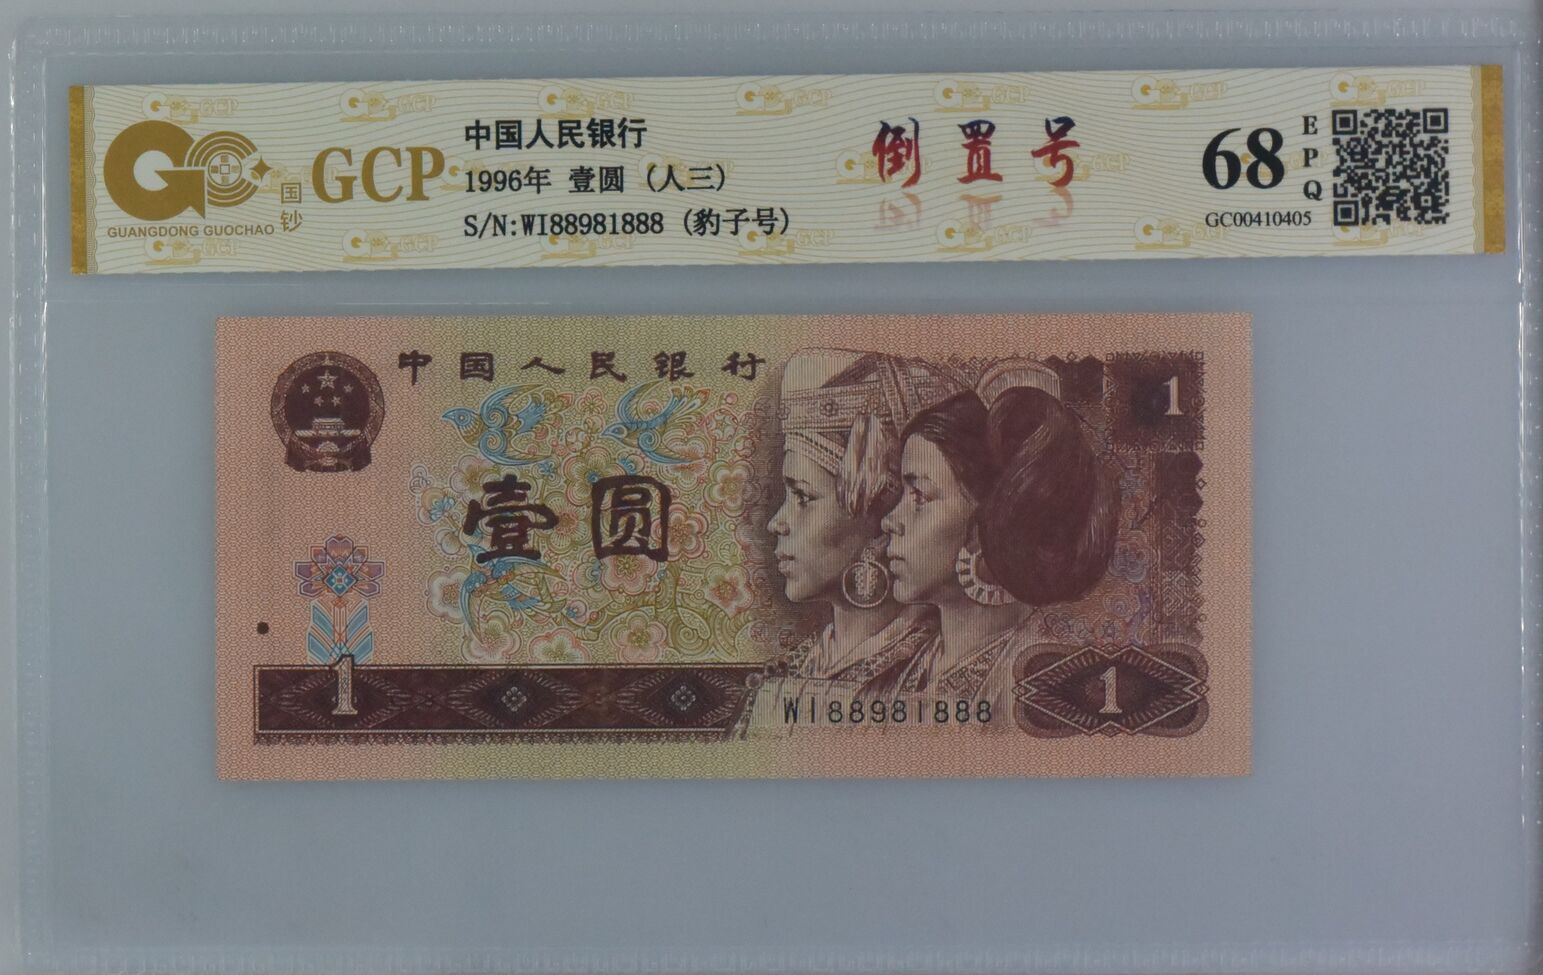 GCP
国钞
GUANGDONG GUOCHAO
中国人民银行
1996年 壹圆 (人三)
S/N:WI88981888 (豹子号)
倒置号
68
EPQ
GC00410405
中国人民银行
1
壹圆
1
WI88981888
1